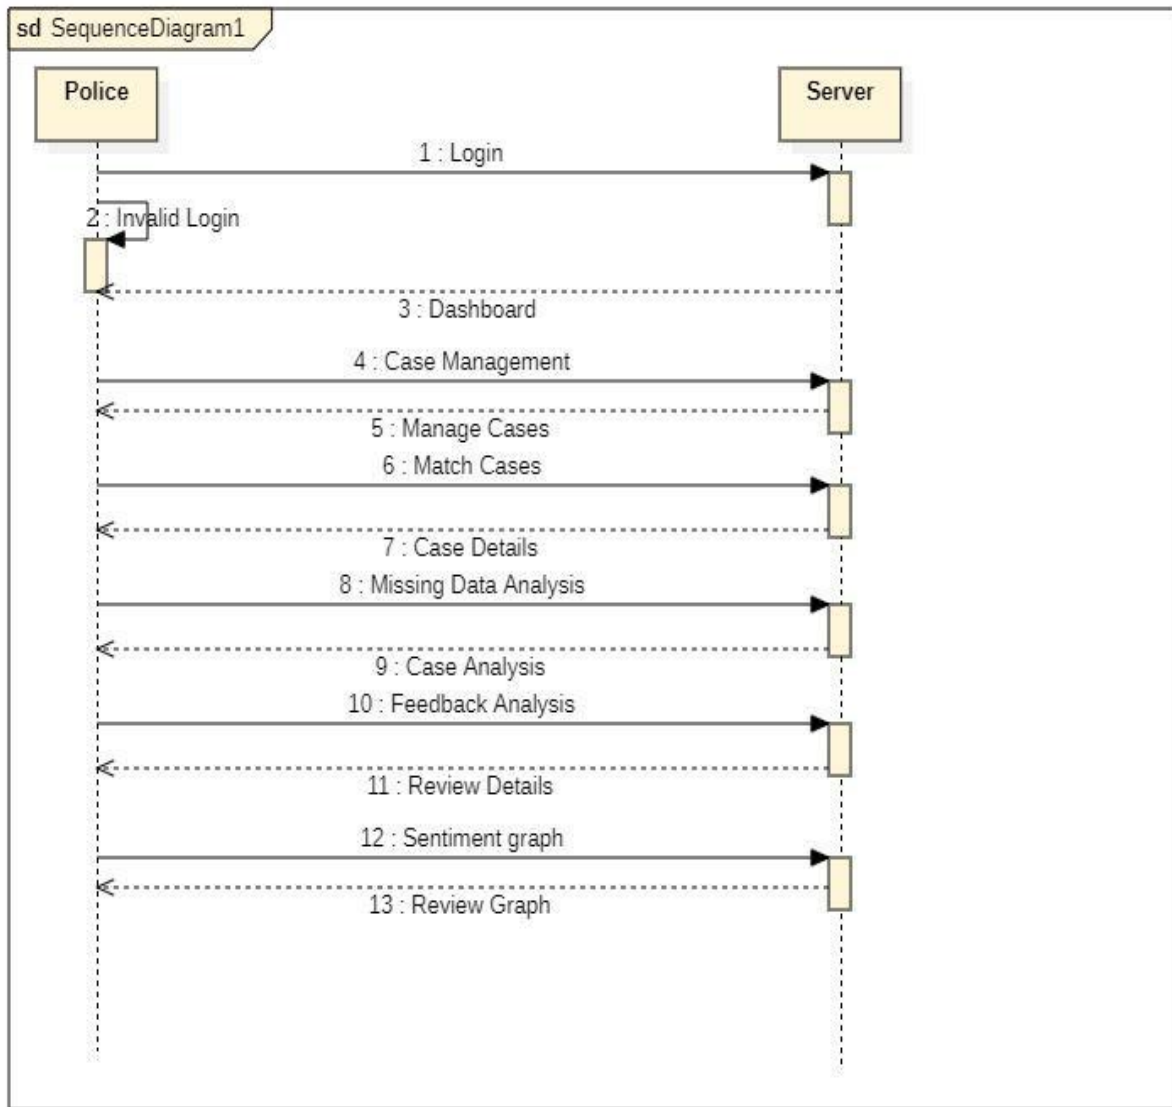 sd SequenceDiagram1
Police
Server
1 : Login
2 : Invalid Login
3 : Dashboard
4 : Case Management
5 : Manage Cases
6 : Match Cases
7 : Case Details
8 : Missing Data Analysis
9 : Case Analysis
10 : Feedback Analysis
11 : Review Details
12 : Sentiment graph
13 : Review Graph